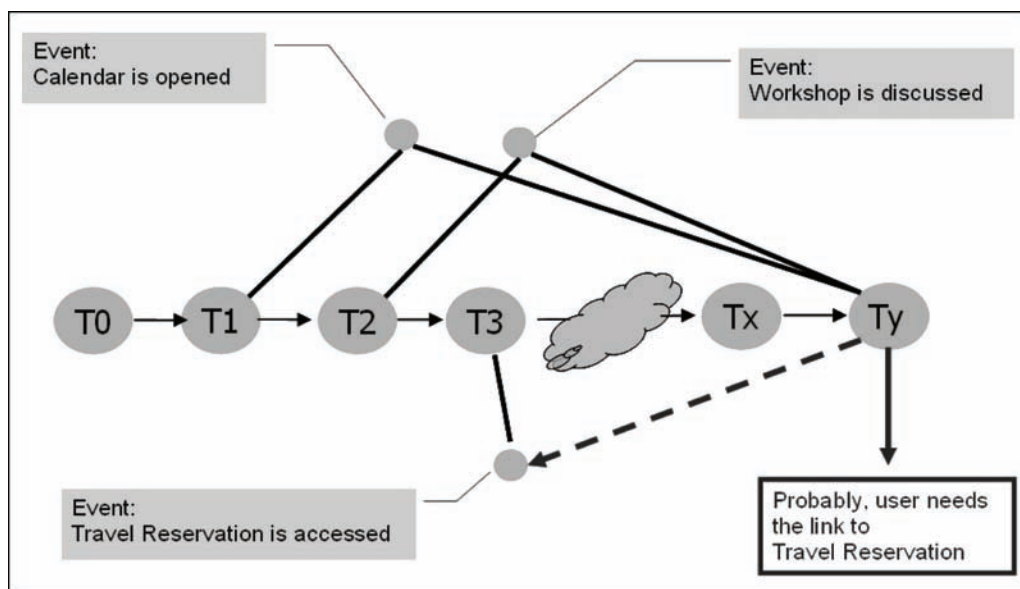 Event:
Calendar is opened
Event:
Workshop is discussed
T0
T1
T2
T3
Tx
Ty
Event:
Travel Reservation is accessed
Probably, user needs
the link to
Travel Reservation